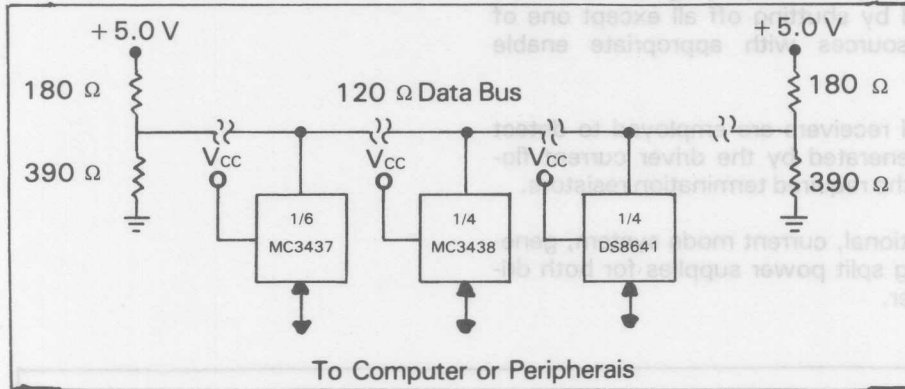 + 5.0 V
+ 5.0 V
180 Ω
180 Ω
120 Ω Data Bus
390 Ω
VCC
VCC
VCC
390 Ω
1/6
MC3437
1/4
MC3438
1/4
DS8641
To Computer or Peripherais